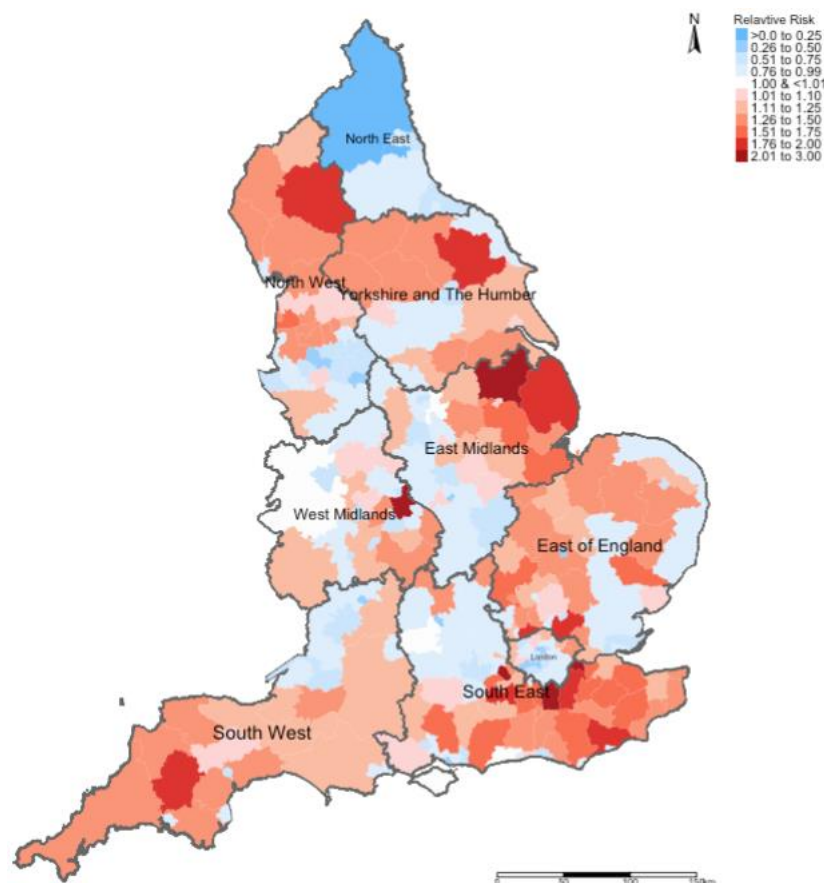 N
Relavtive Risk
>0.0 to 0.25
0.26 to 0.50
0.51 to 0.75
0.76 to 0.99
1.00 & <1.01
1.01 to 1.10
1.11 to 1.25
1.26 to 1.50
1.51 to 1.75
1.76 to 2.00
2.01 to 3.00
North East
North West
Yorkshire and The Humber
East Midlands
West Midlands
East of England
London
South East
South West
0 50 100 150km